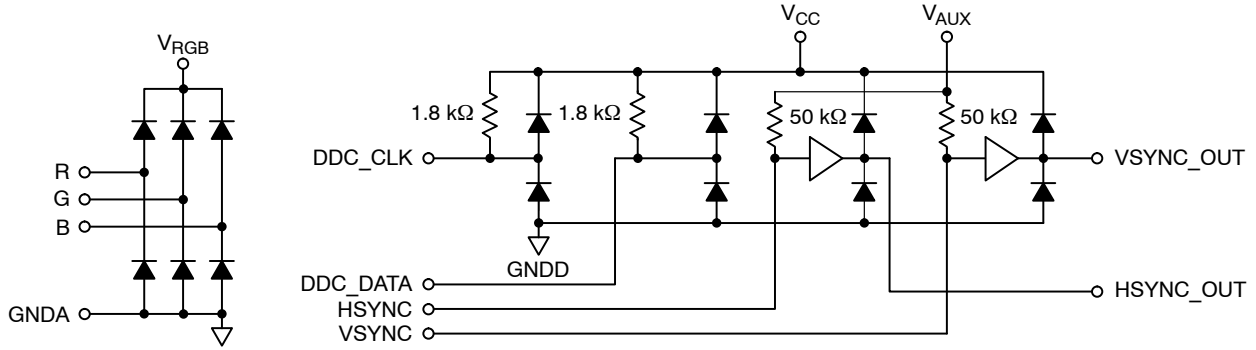 V_RGB
R
G
B
GNDA
V_CC
V_AUX
1.8 kΩ
1.8 kΩ
50 kΩ
50 kΩ
DDC_CLK
VSYNC_OUT
GNDD
DDC_DATA
HSYNC
VSYNC
HSYNC_OUT